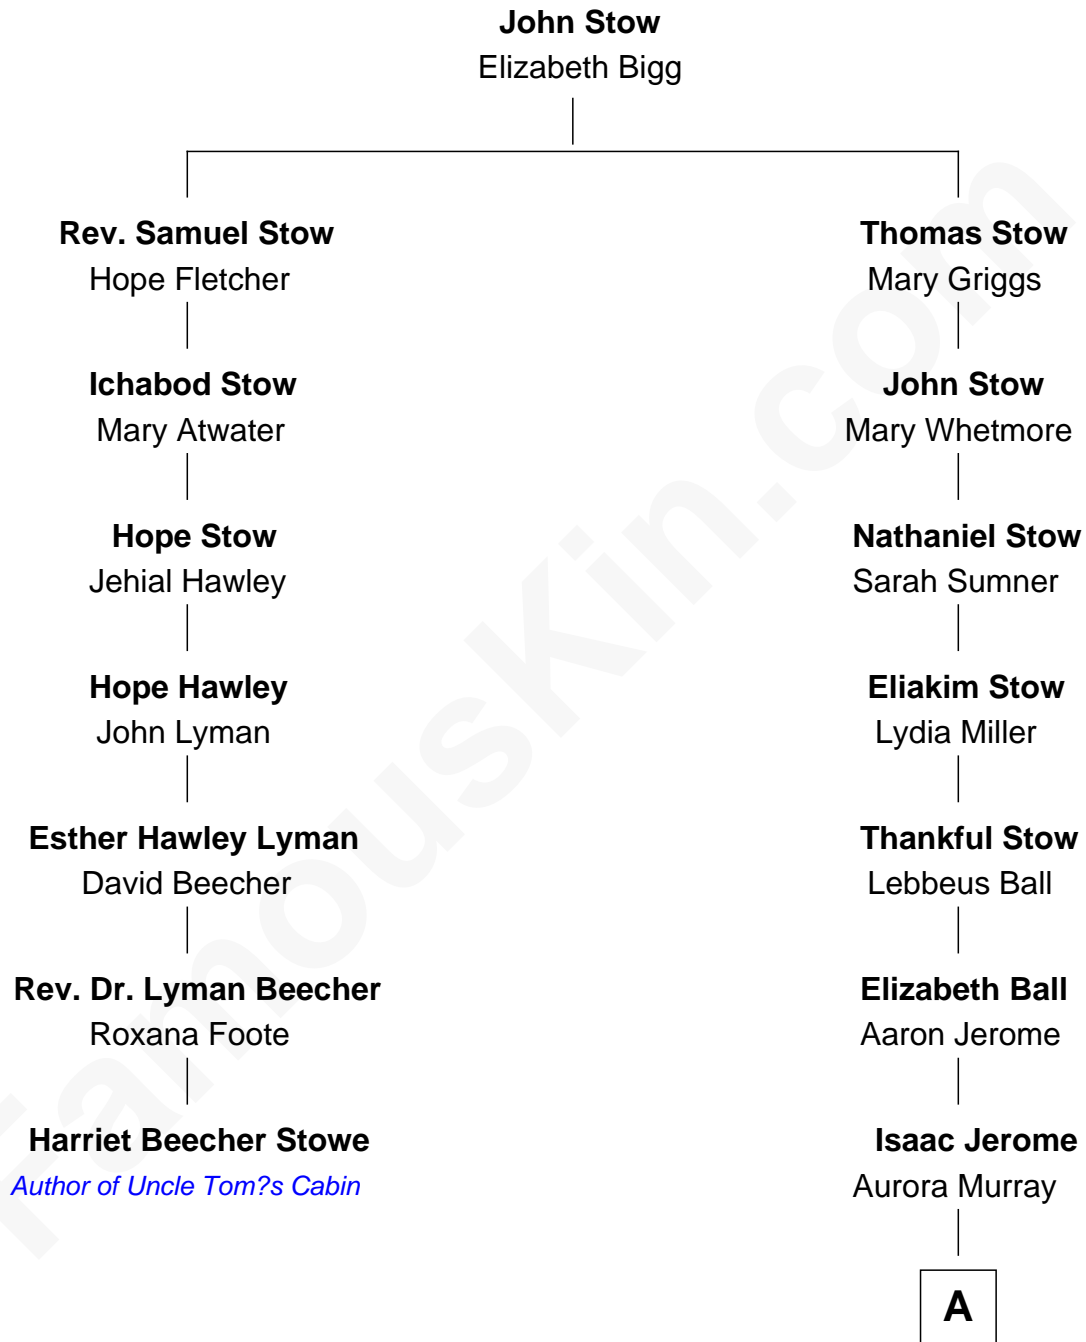 John Stow
Elizabeth Bigg
Rev. Samuel Stow
Hope Fletcher
Ichabod Stow
Mary Atwater
Hope Stow
Jehial Hawley
Hope Hawley
John Lyman
Esther Hawley Lyman
David Beecher
Rev. Dr. Lyman Beecher
Roxana Foote
Harriet Beecher Stowe
Author of Uncle Tom?s Cabin
Thomas Stow
Mary Griggs
John Stow
Mary Whetmore
Nathaniel Stow
Sarah Sumner
Eliakim Stow
Lydia Miller
Thankful Stow
Lebbeus Ball
Elizabeth Ball
Aaron Jerome
Isaac Jerome
Aurora Murray
A
FamousKin.com